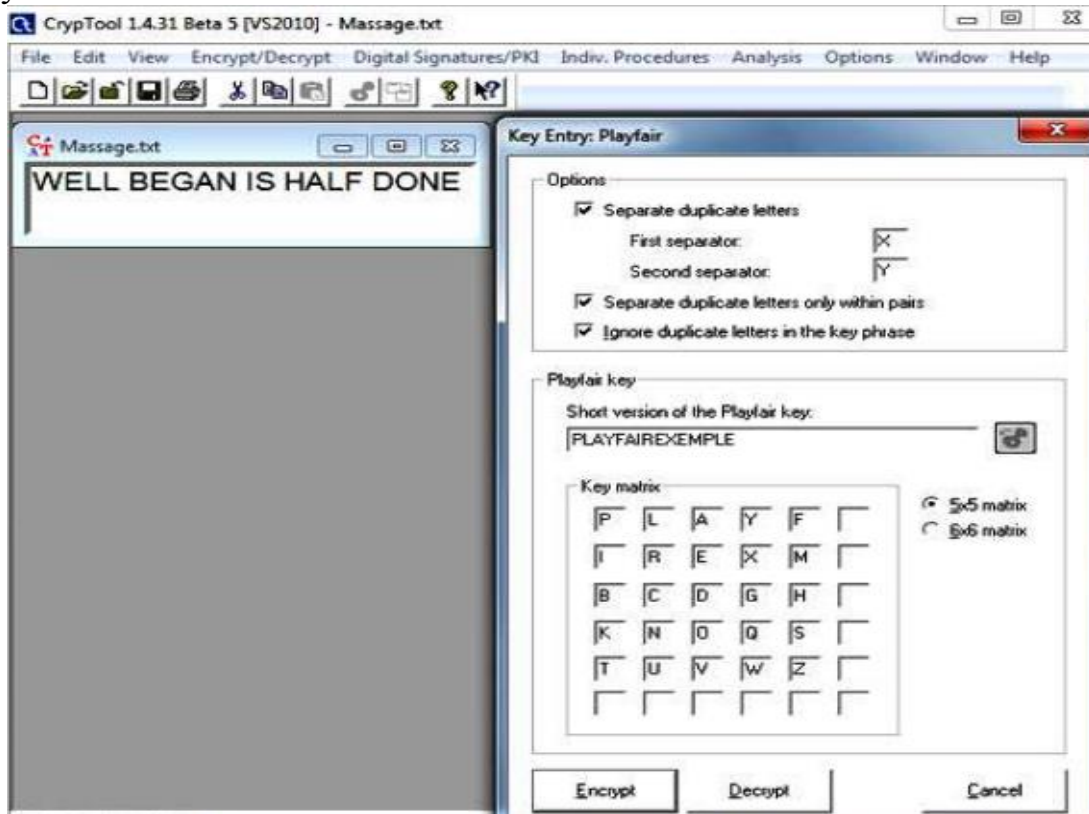 CrypTool 1.4.31 Beta 5 [VS2010] - Massage.txt
File Edit View Encrypt/Decrypt Digital Signatures/PKI Indiv. Procedures Analysis Options Window Help
Massage.txt
WELL BEGAN IS HALF DONE
Key Entry: Playfair
Options
Separate duplicate letters
First separator: X
Second separator: Y
Separate duplicate letters only within pairs
Ignore duplicate letters in the key phrase
Playfair key
Short version of the Playfair key:
PLAYFAIREXEMPLE
Key matrix
P L A Y F
I R E X M
B C D G H
K N O Q S
T U V W Z
5x5 matrix
6x6 matrix
Encrypt Decrypt Cancel